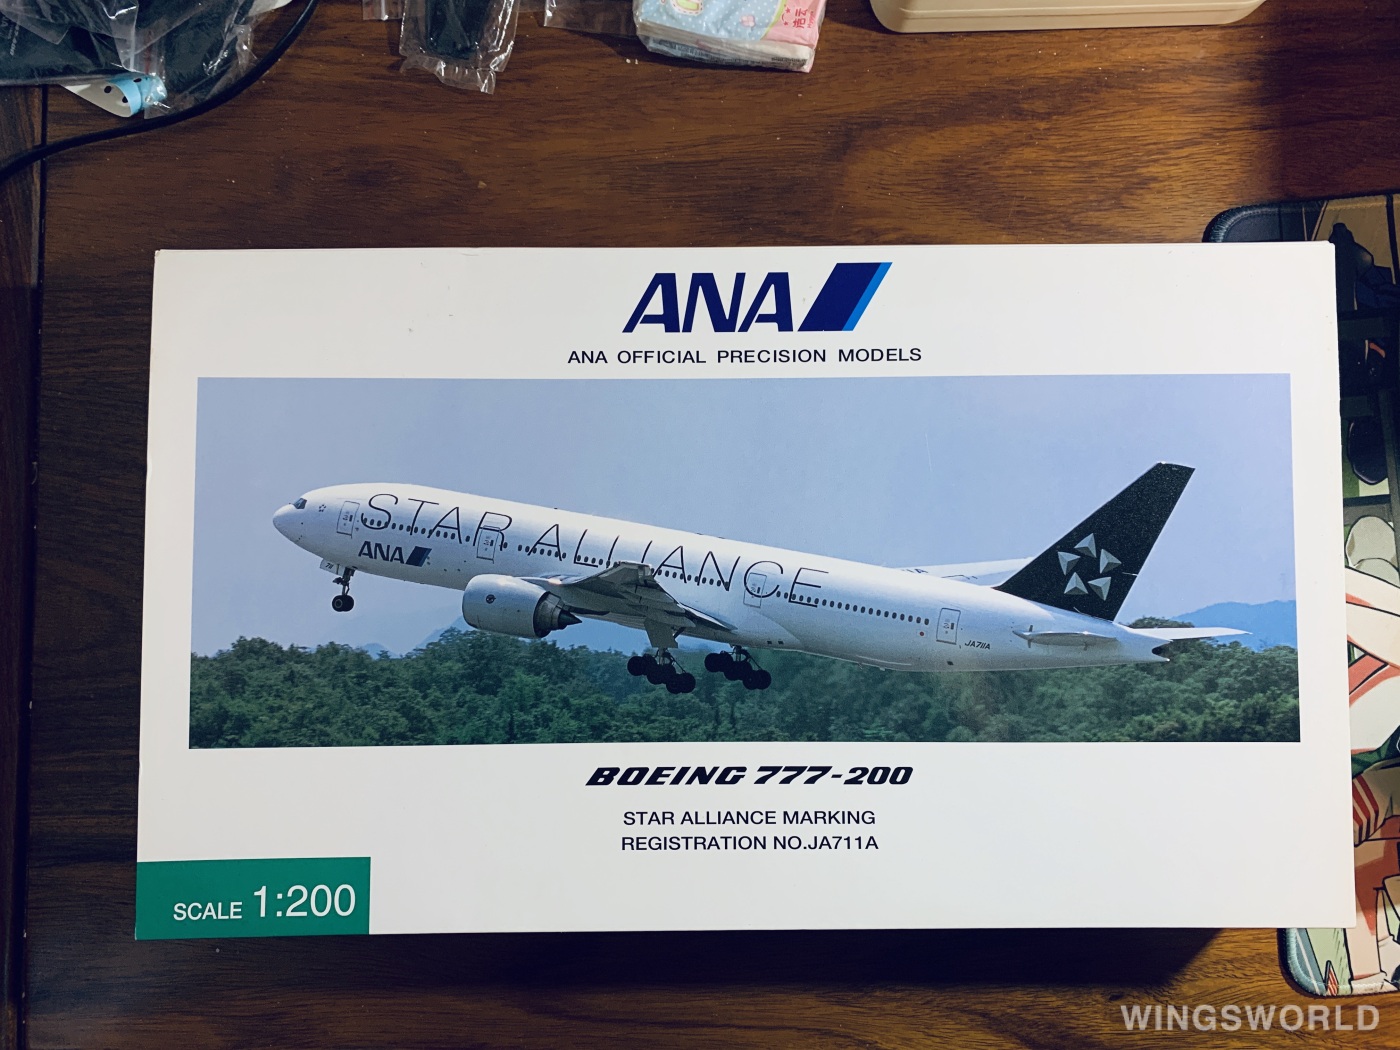 ANA
ANA OFFICIAL PRECISION MODELS
STAR ALLIANCE
ANA
JA711A
BOEING 777-200
STAR ALLIANCE MARKING
REGISTRATION NO.JA711A
SCALE 1:200
WINGSWORLD